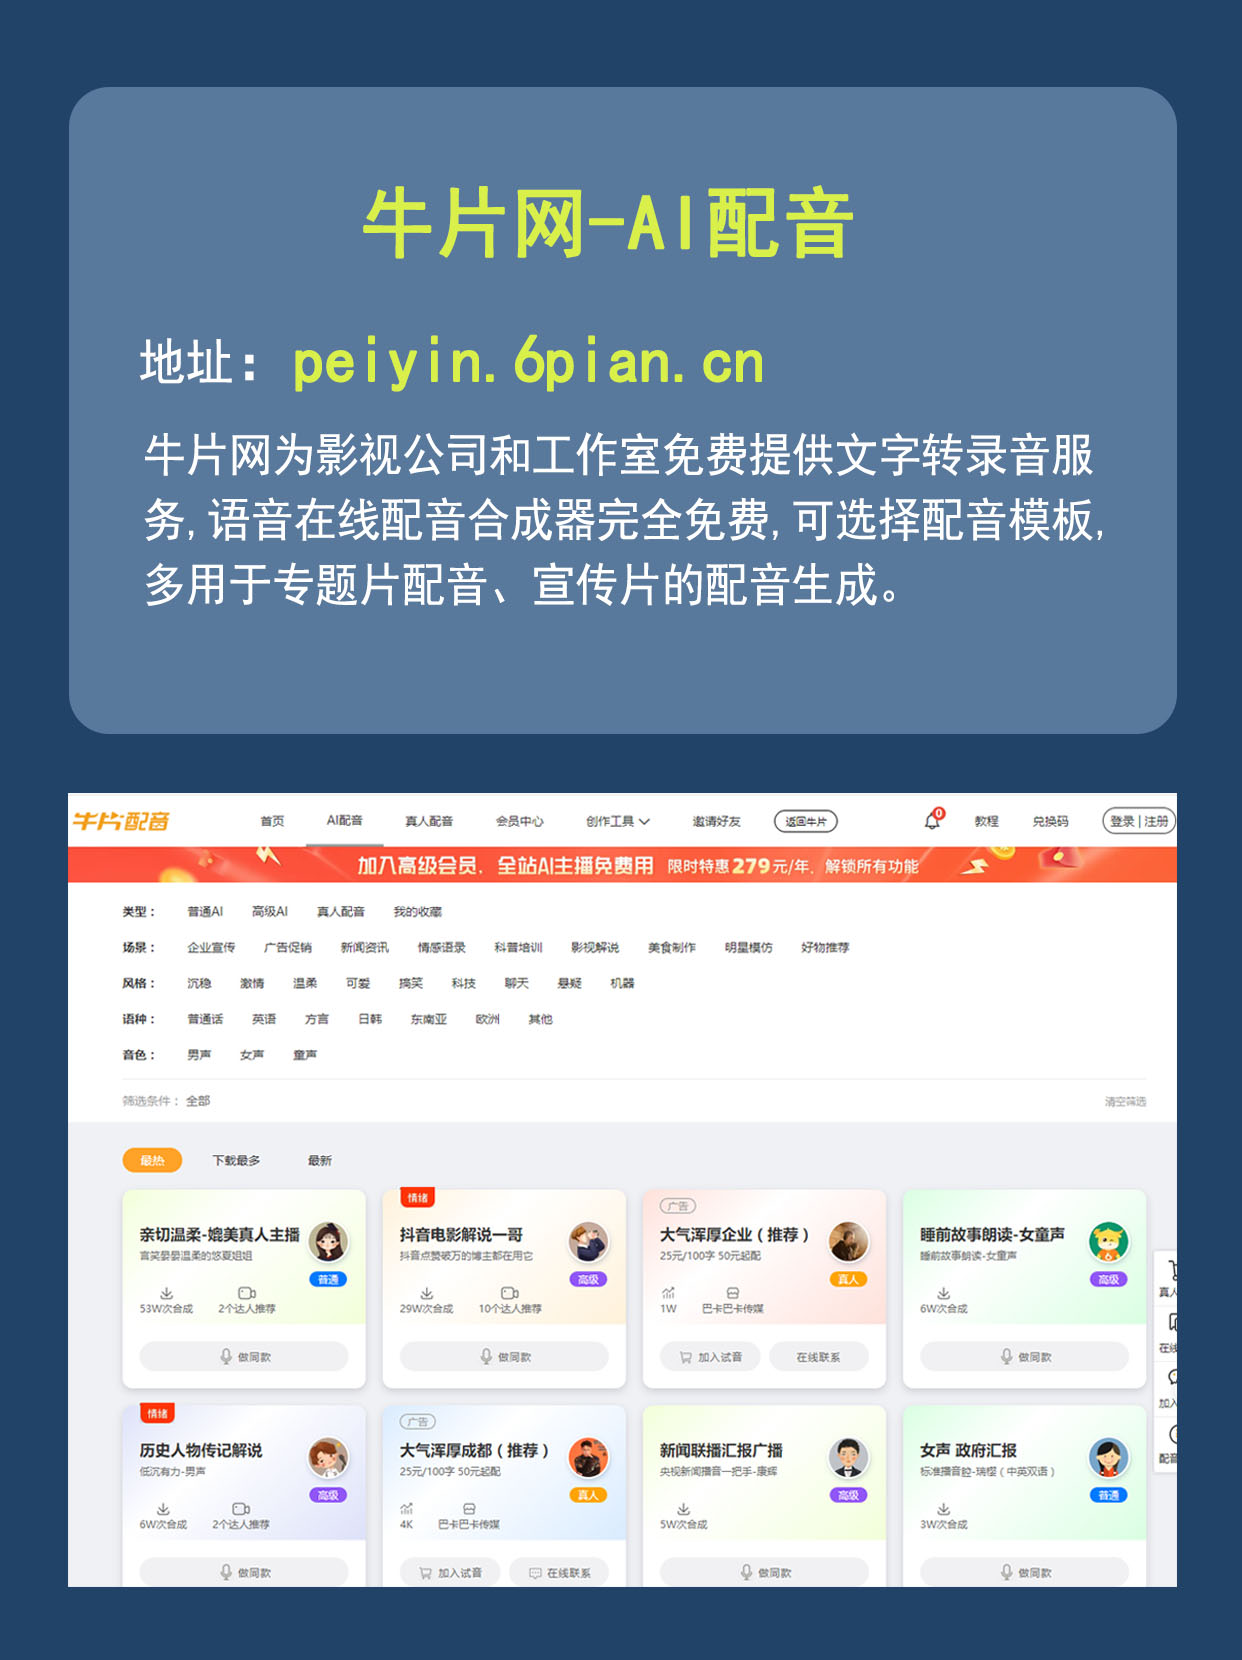 牛片网-AI配音
地址：peiyin.6pian.cn
牛片网为影视公司和工作室免费提供文字转录音服
务,语音在线配音合成器完全免费,可选择配音模板,
多用于专题片配音、宣传片的配音生成。
牛片配音 首页 AI配音 真人配音 会员中心 创作工具 邀请好友 返回牛片 0 教程 兑换码 登录 | 注册
加入高级会员，全站AI主播免费用 限时特惠279元/年，解锁所有功能
类型： 普通AI 高级AI 真人配音 我的收藏
场景： 企业宣传 广告促销 新闻资讯 情感语录 科普培训 影视解说 美食制作 明星模仿 好物推荐
风格： 沉稳 激情 温柔 可爱 搞笑 科技 聊天 悬疑 机器
语种： 普通话 英语 方言 日韩 东南亚 欧洲 其他
音色： 男声 女声 童声
筛选条件： 全部 清空筛选
最热 下载最多 最新
情绪 广告
亲切温柔-媲美真人主播 抖音电影解说一哥 大气浑厚企业（推荐） 睡前故事朗读-女童声
言笑晏晏温柔的悠夏姐姐 抖音点赞破万的博主都在用它 25元/100字 50元起配 睡前故事朗读-女童声
普通 高级 真人 高级
53W次合成 2个达人推荐 29W次合成 10个达人推荐 1W 巴卡巴卡传媒 6W次合成
做同款 做同款 加入试音 在线联系 做同款
情绪 广告
历史人物传记解说 大气浑厚成都（推荐） 新闻联播汇报广播 女声 政府汇报
低沉有力-男声 25元/100字 50元起配 央视新闻播音一把手-康辉 标准播音腔-瑞樱（中英双语）
高级 真人 高级 普通
6W次合成 2个达人推荐 4K 巴卡巴卡传媒 5W次合成 3W次合成
做同款 加入试音 在线联系 做同款 做同款
真人
在线
加入
配音